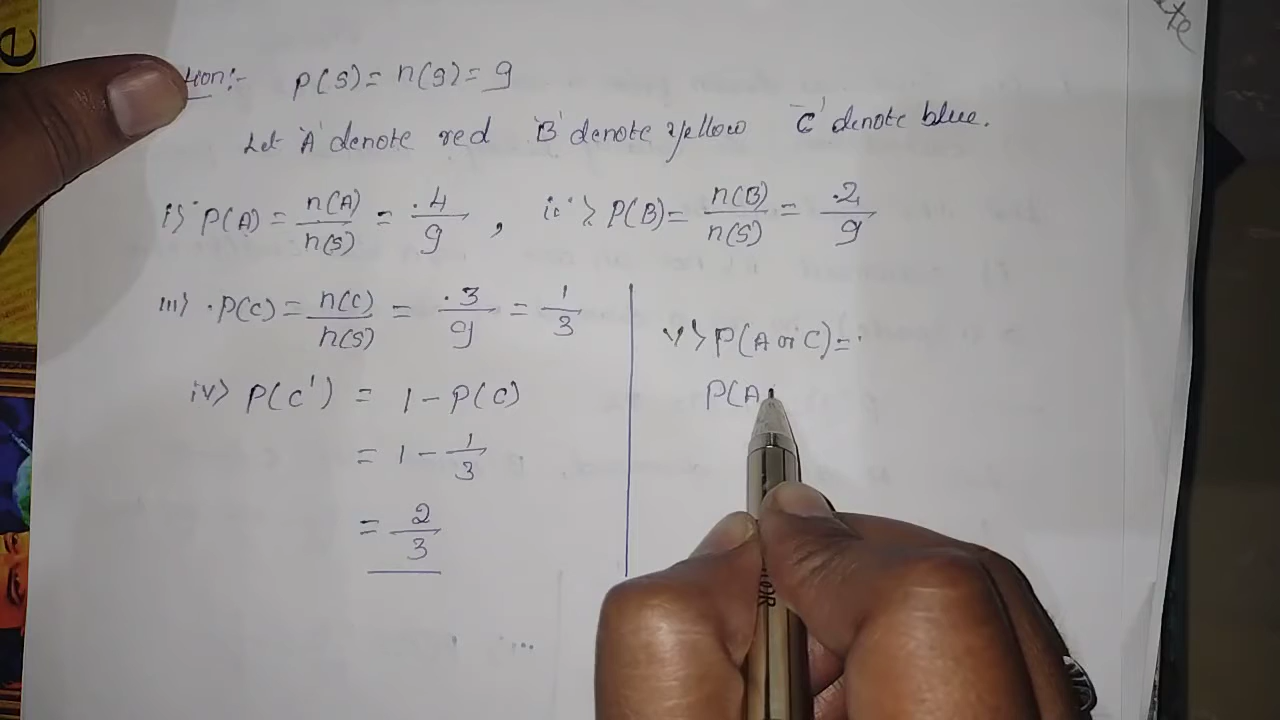 tion:- P(S) = n(S) = 9
Let 'A' denote red 'B' denote yellow 'C' denote blue.
i> P(A) = n(A)/n(S) = 4/9 , ii> P(B) = n(B)/n(S) = 2/9
iii> P(C) = n(C)/n(S) = 3/9 = 1/3
iv> P(C') = 1 - P(C)
= 1 - 1/3
= 2/3
v> P(A or C) =
P(A